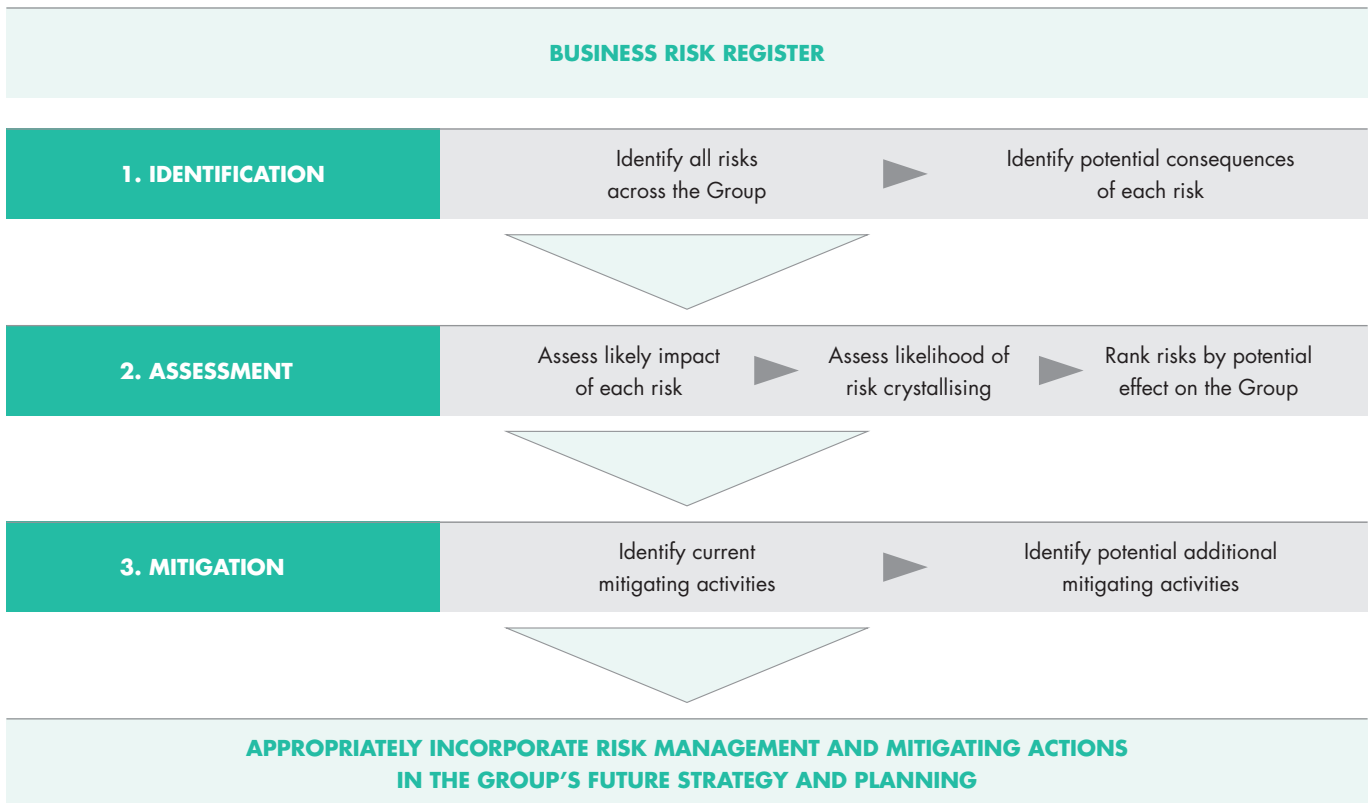 BUSINESS RISK REGISTER
1. IDENTIFICATION
Identify all risks
across the Group
Identify potential consequences
of each risk
2. ASSESSMENT
Assess likely impact
of each risk
Assess likelihood of
risk crystallising
Rank risks by potential
effect on the Group
3. MITIGATION
Identify current
mitigating activities
Identify potential additional
mitigating activities
APPROPRIATELY INCORPORATE RISK MANAGEMENT AND MITIGATING ACTIONS
IN THE GROUP’S FUTURE STRATEGY AND PLANNING